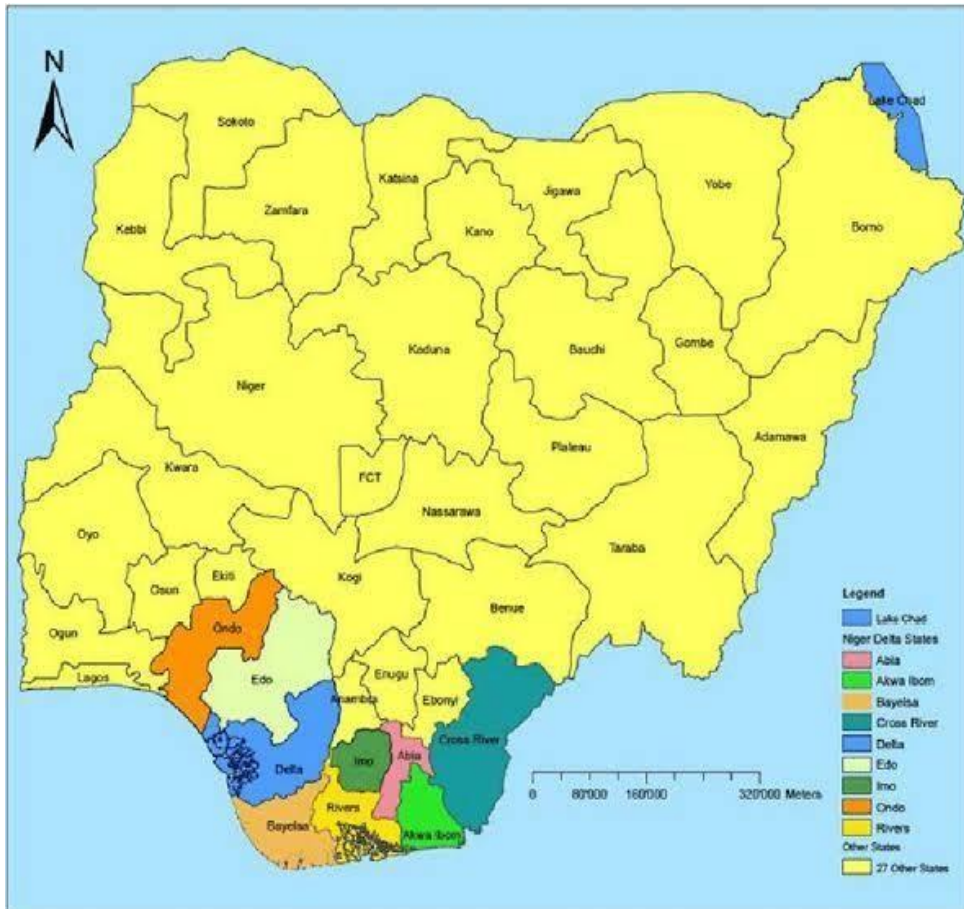 N
Lake Chad
Sokoto
Katsina
Jigawa
Yobe
Zamfara
Kano
Borno
Kebbi
Kaduna
Bauchi
Gombe
Niger
Adamawa
Plaleau
Kwara
FCT
Nassarawa
Oyo
Taraba
Kogi
Ekiti
Osun
Benue
Ogun
Ondo
Enugu
Lagos
Edo
Anambra
Ebonyi
Cross River
Imo
Abia
Delta
Rivers
Bayelsa
Akwa Ibom
0 80'000 160'000 320'000 Meters
Legend
Lake Chad
Niger Delta States
Abia
Akwa Ibom
Bayelsa
Cross River
Delta
Edo
Imo
Ondo
Rivers
Other States
27 Other States